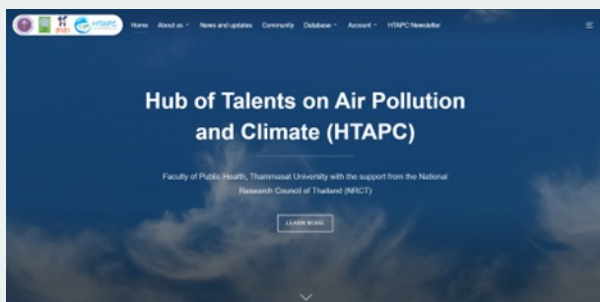 HTAPC
Home About us News and updates Community Database Account HTAPC Newsletter
Hub of Talents on Air Pollution
and Climate (HTAPC)
Faculty of Public Health, Thammasat University with the support from the National
Research Council of Thailand (NRCT)
LEARN MORE